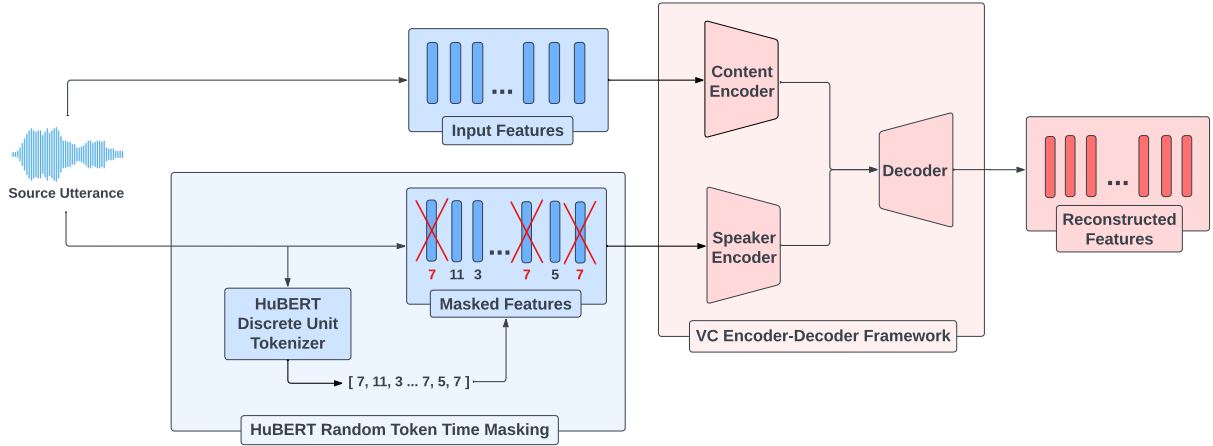 Source Utterance
...
Input Features
7 11 3 ... 7 5 7
Masked Features
HuBERT
Discrete Unit
Tokenizer
[ 7, 11, 3 ... 7, 5, 7 ]
HuBERT Random Token Time Masking
Content
Encoder
Speaker
Encoder
Decoder
VC Encoder-Decoder Framework
...
Reconstructed
Features